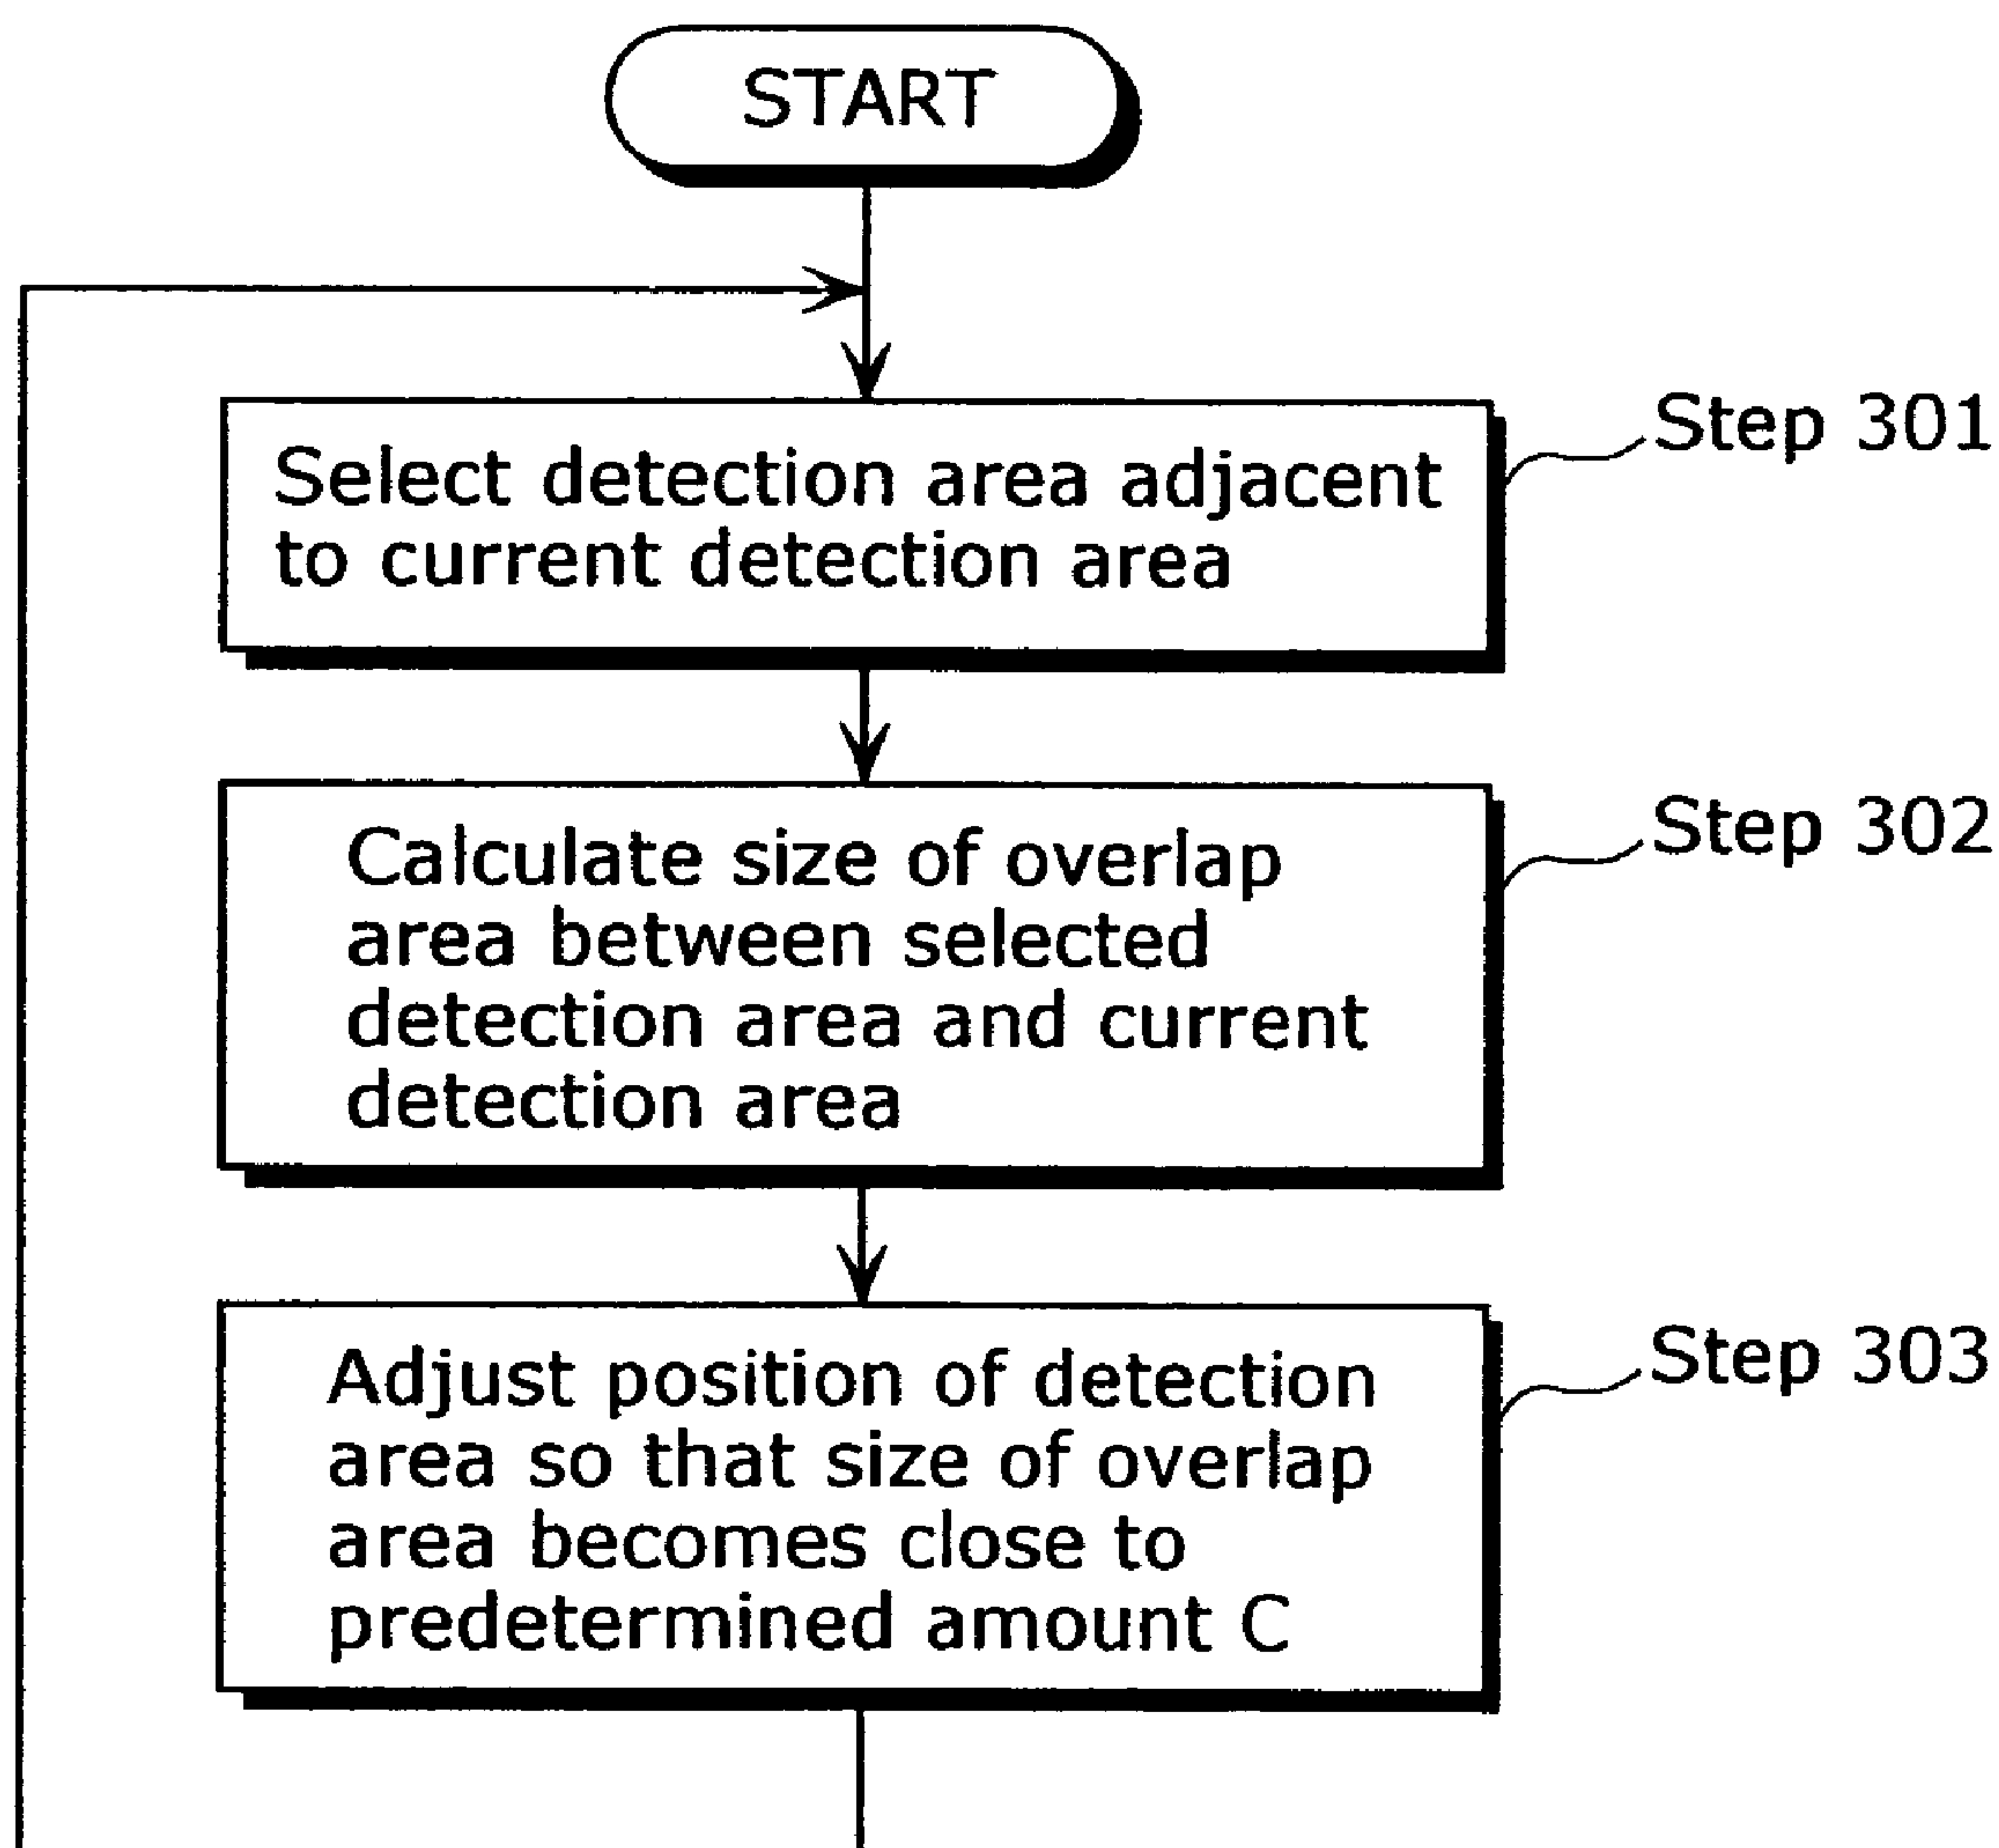 START
Step 301
Select detection area adjacent
to current detection area
Step 302
Calculate size of overlap
area between selected
detection area and current
detection area
Step 303
Adjust position of detection
area so that size of overlap
area becomes close to
predetermined amount C